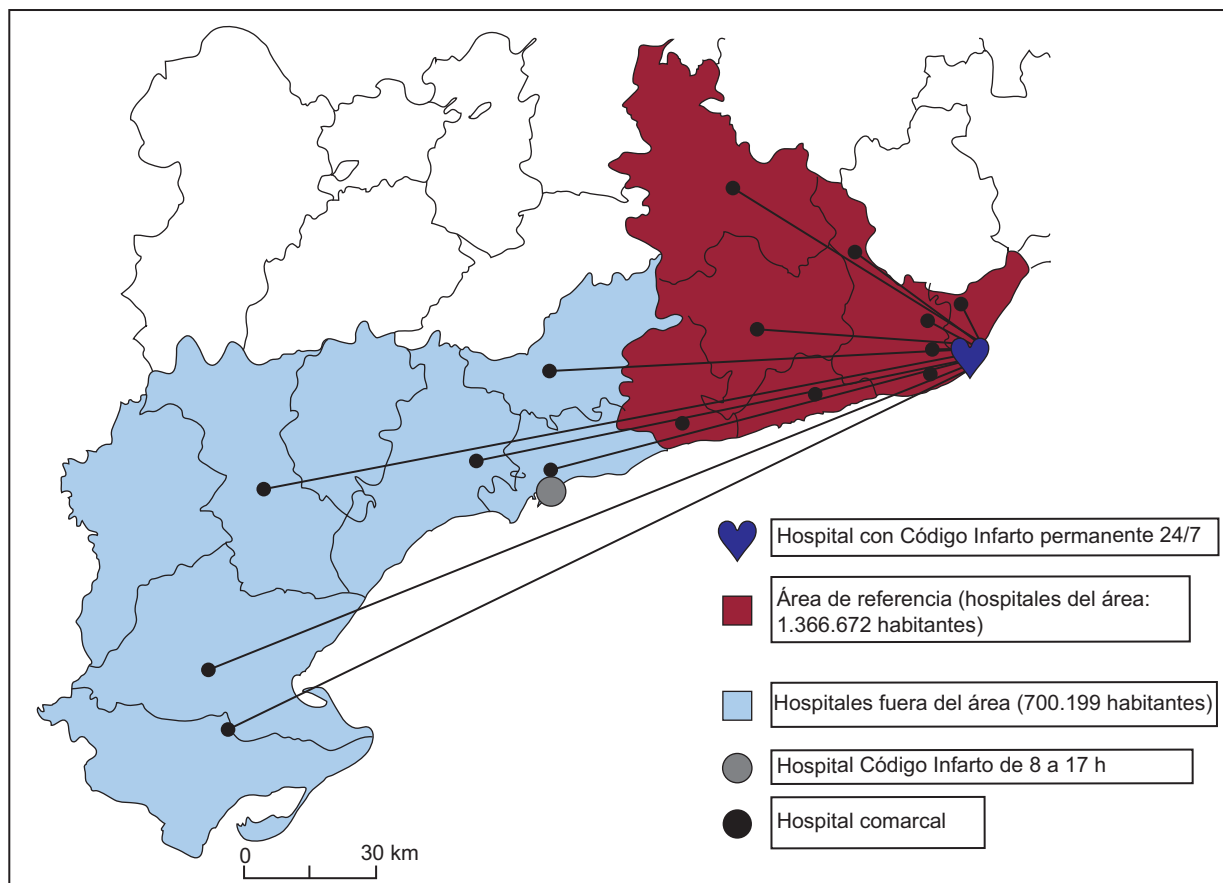 Hospital con Código Infarto permanente 24/7
Área de referencia (hospitales del área:
1.366.672 habitantes)
Hospitales fuera del área (700.199 habitantes)
Hospital Código Infarto de 8 a 17 h
Hospital comarcal
0 30 km